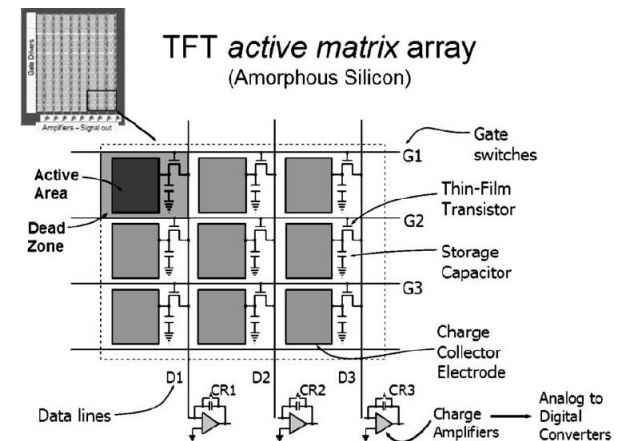 TFT active matrix array
(Amorphous Silicon)
Gate Drivers
Amplifiers – Signal out
Gate
switches
G1
Active
Area
Thin-Film
Transistor
Dead
Zone
G2
Storage
Capacitor
G3
Charge
Collector
Electrode
D1
D2
D3
CR1
CR2
CR3
Data lines
Charge
Amplifiers
Analog to
Digital
Converters